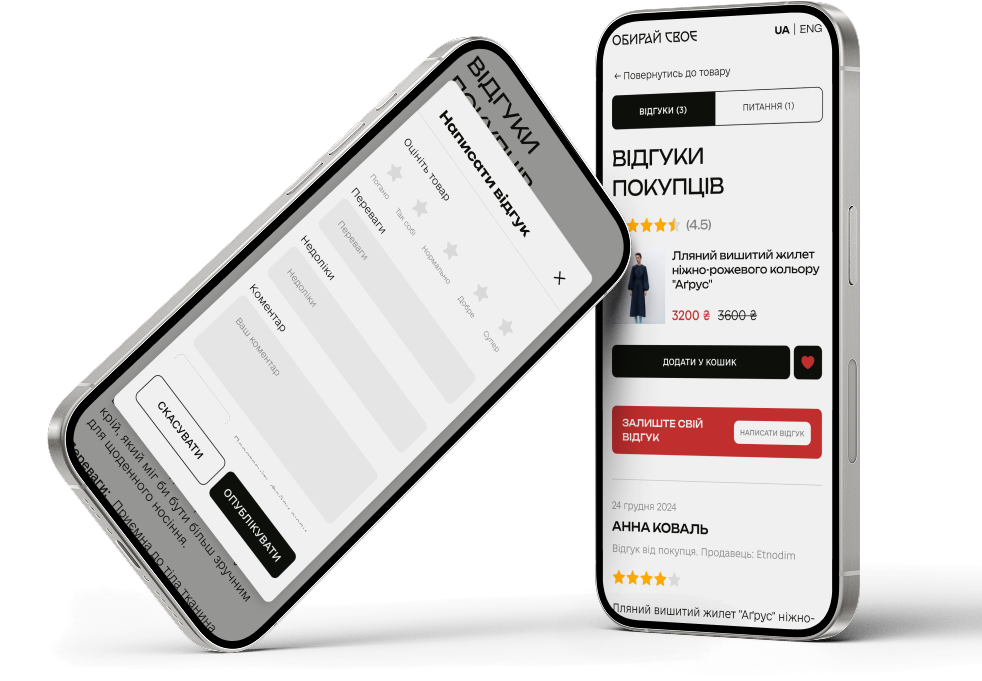 ВІДГУКИ
Написати відгук
Оцініть товар
Погано
Так собі
Нормально
Добре
Супер
Переваги
Переваги
Недоліки
Недоліки
Коментар
Ваш коментар
СКАСУВАТИ
ОПУБЛІКУВАТИ
крій, який міг би бути більш зручним
для щоденного носіння.
Приємна до тіла тканина
ОБИРАЙ СВОЄ
UA | ENG
← Повернутись до товару
ВІДГУКИ (3)
ПИТАННЯ (1)
ВІДГУКИ
ПОКУПЦІВ
(4.5)
Лляний вишитий жилет
ніжно-рожевого кольору
"Аґрус"
3200 ₴ 3600 ₴
ДОДАТИ У КОШИК
ЗАЛИШТЕ СВІЙ
ВІДГУК
НАПИСАТИ ВІДГУК
24 грудня 2024
АННА КОВАЛЬ
Відгук від покупця. Продавець: Etnodim
Лляний вишитий жилет "Аґрус" ніжно-